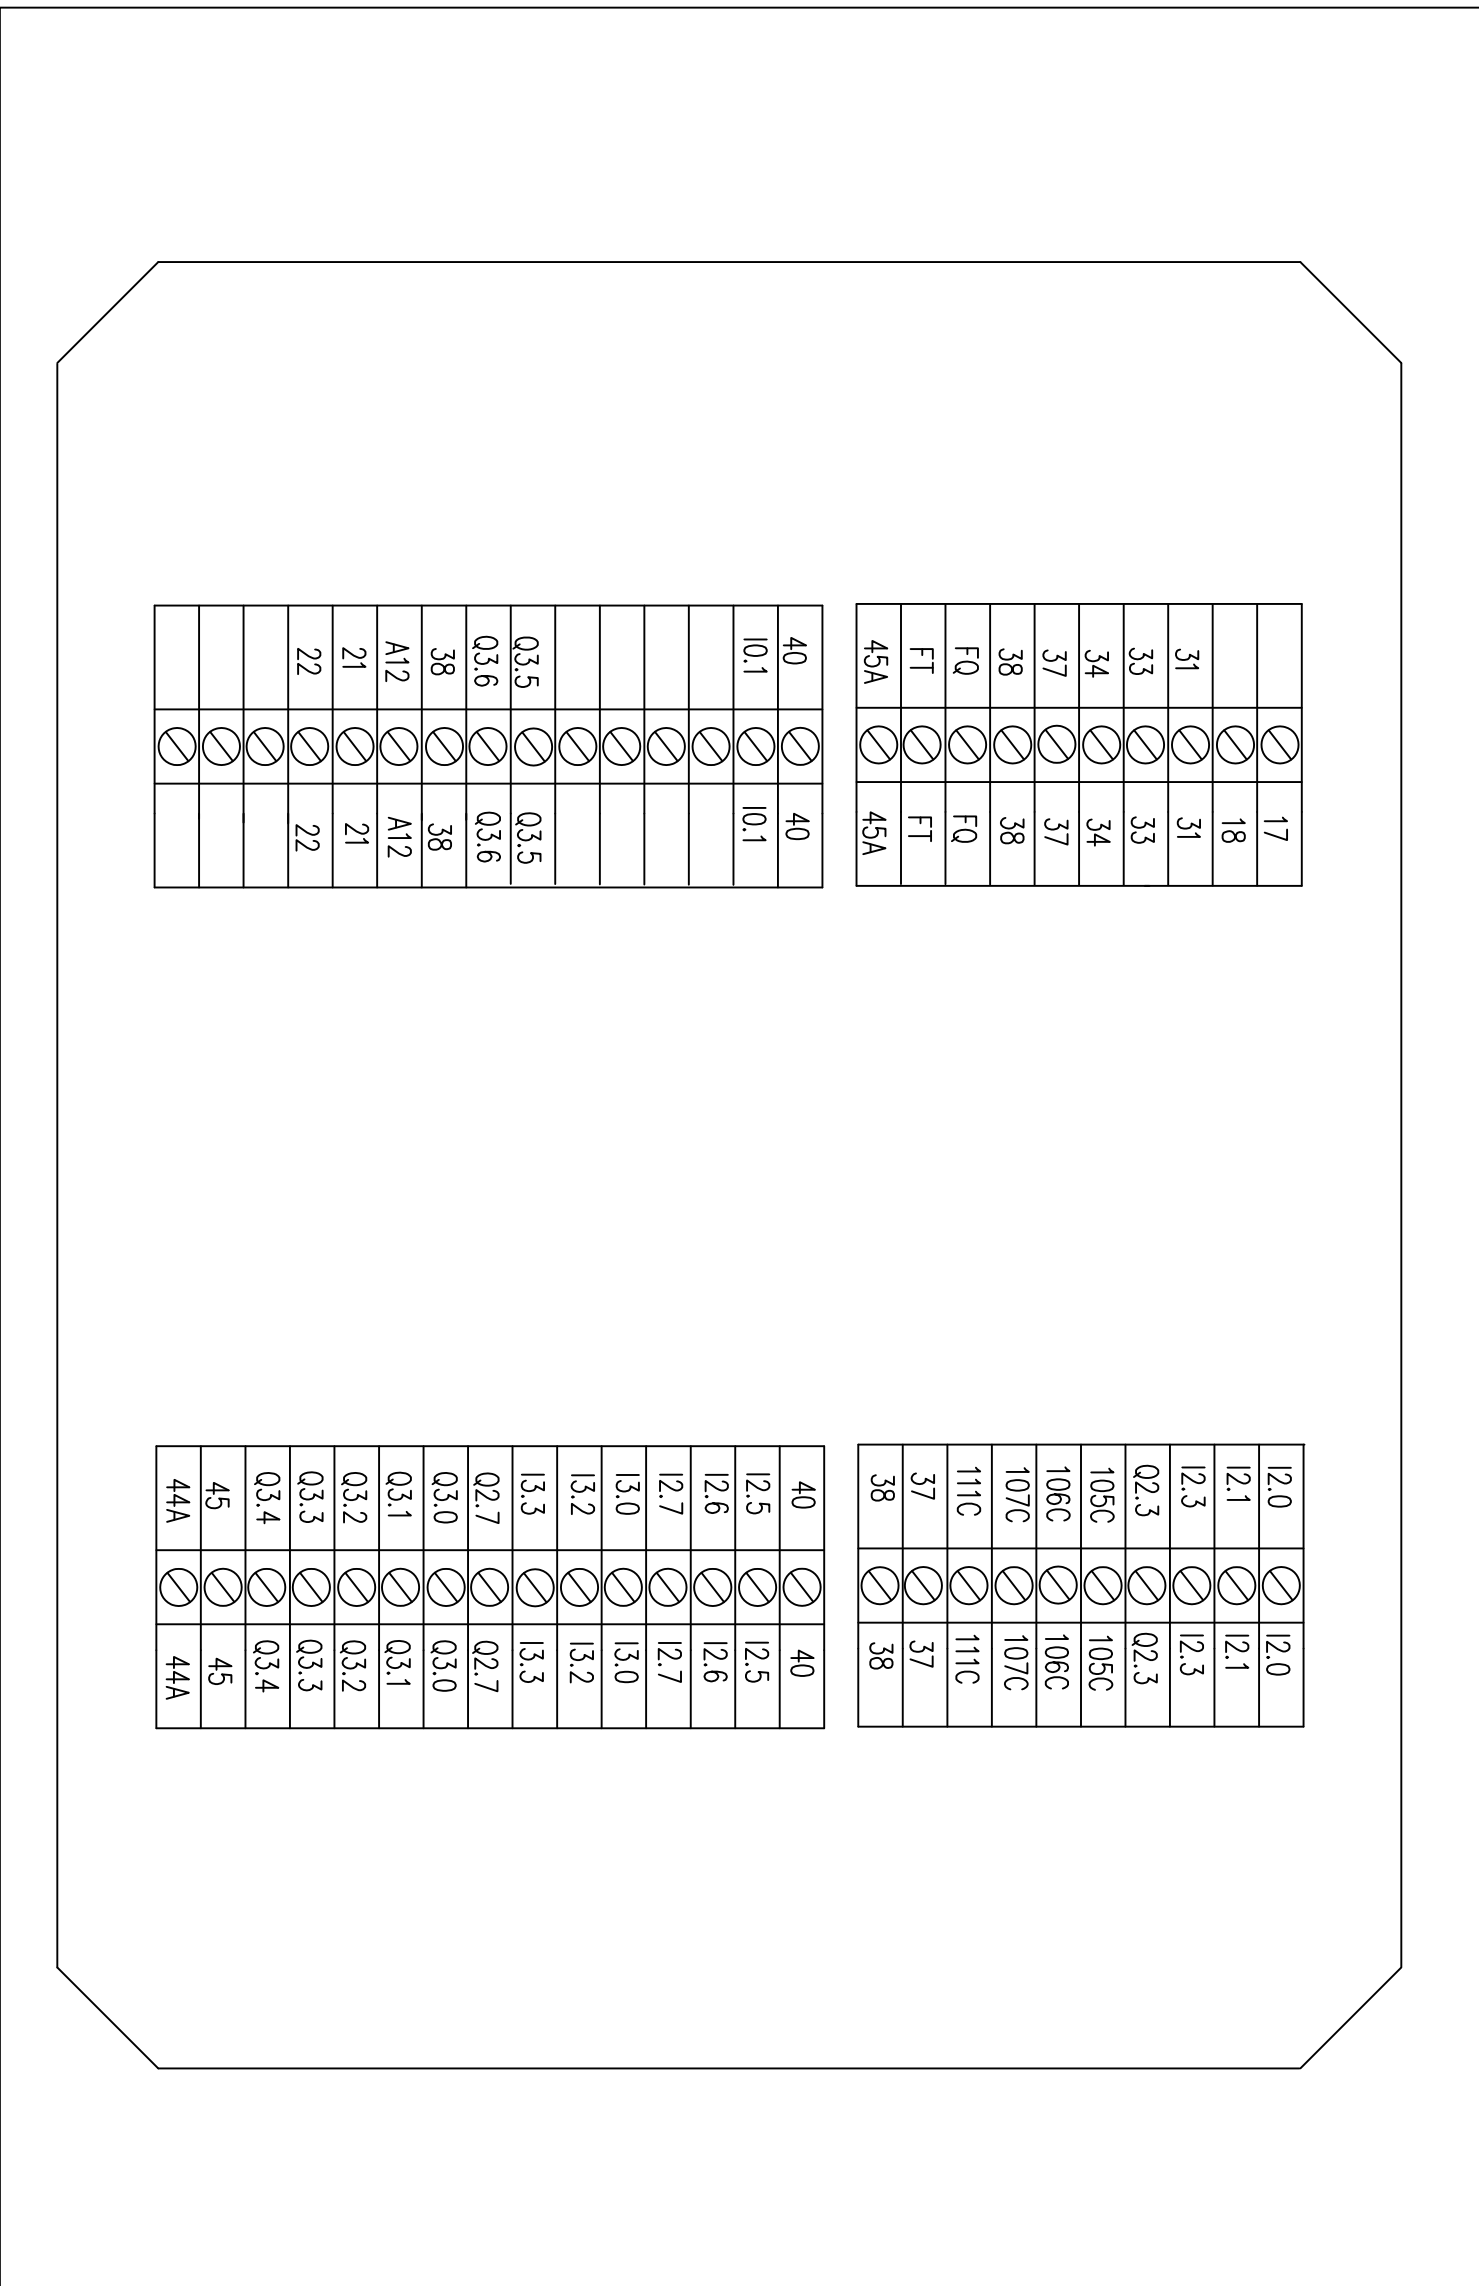 17
18
31 31
33 33
34 34
37 37
38 38
FQ FQ
FT FT
45A 45A
40 40
I0.1 I0.1
Q3.5 Q3.5
Q3.6 Q3.6
38 38
A12 A12
21 21
22 22
I2.0 I2.0
I2.1 I2.1
I2.3 I2.3
Q2.3 Q2.3
105C 105C
106C 106C
107C 107C
111C 111C
37 37
38 38
40 40
I2.5 I2.5
I2.6 I2.6
I2.7 I2.7
I3.0 I3.0
I3.2 I3.2
I3.3 I3.3
Q2.7 Q2.7
Q3.0 Q3.0
Q3.1 Q3.1
Q3.2 Q3.2
Q3.3 Q3.3
Q3.4 Q3.4
45 45
44A 44A